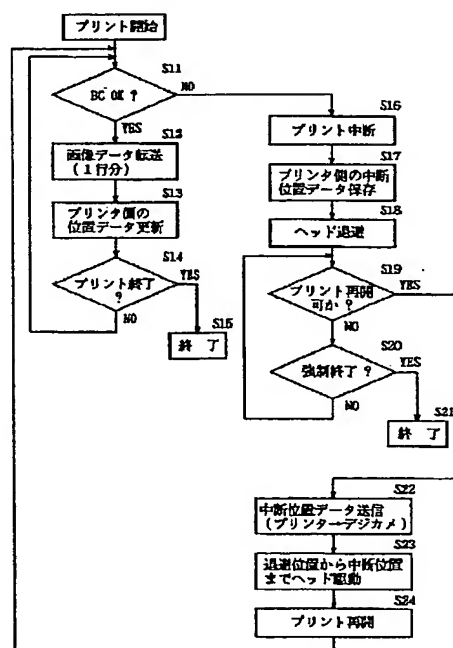 プリント開始
S11
BC OK ?
NO
YES
S12
画像データ転送
(1行分)
S13
プリンタ側の
位置データ更新
S14
プリント終了
?
YES
NO
S15
終 了
S16
プリント中断
S17
プリンタ側の中断
位置データ保存
S18
ヘッド退避
S19
プリント再開
可か ?
YES
NO
S20
強制終了 ?
YES
NO
S21
終 了
S22
中断位置データ送信
(プリンタ→デジカメ)
S23
退避位置から中断位置
までヘッド駆動
S24
プリント再開